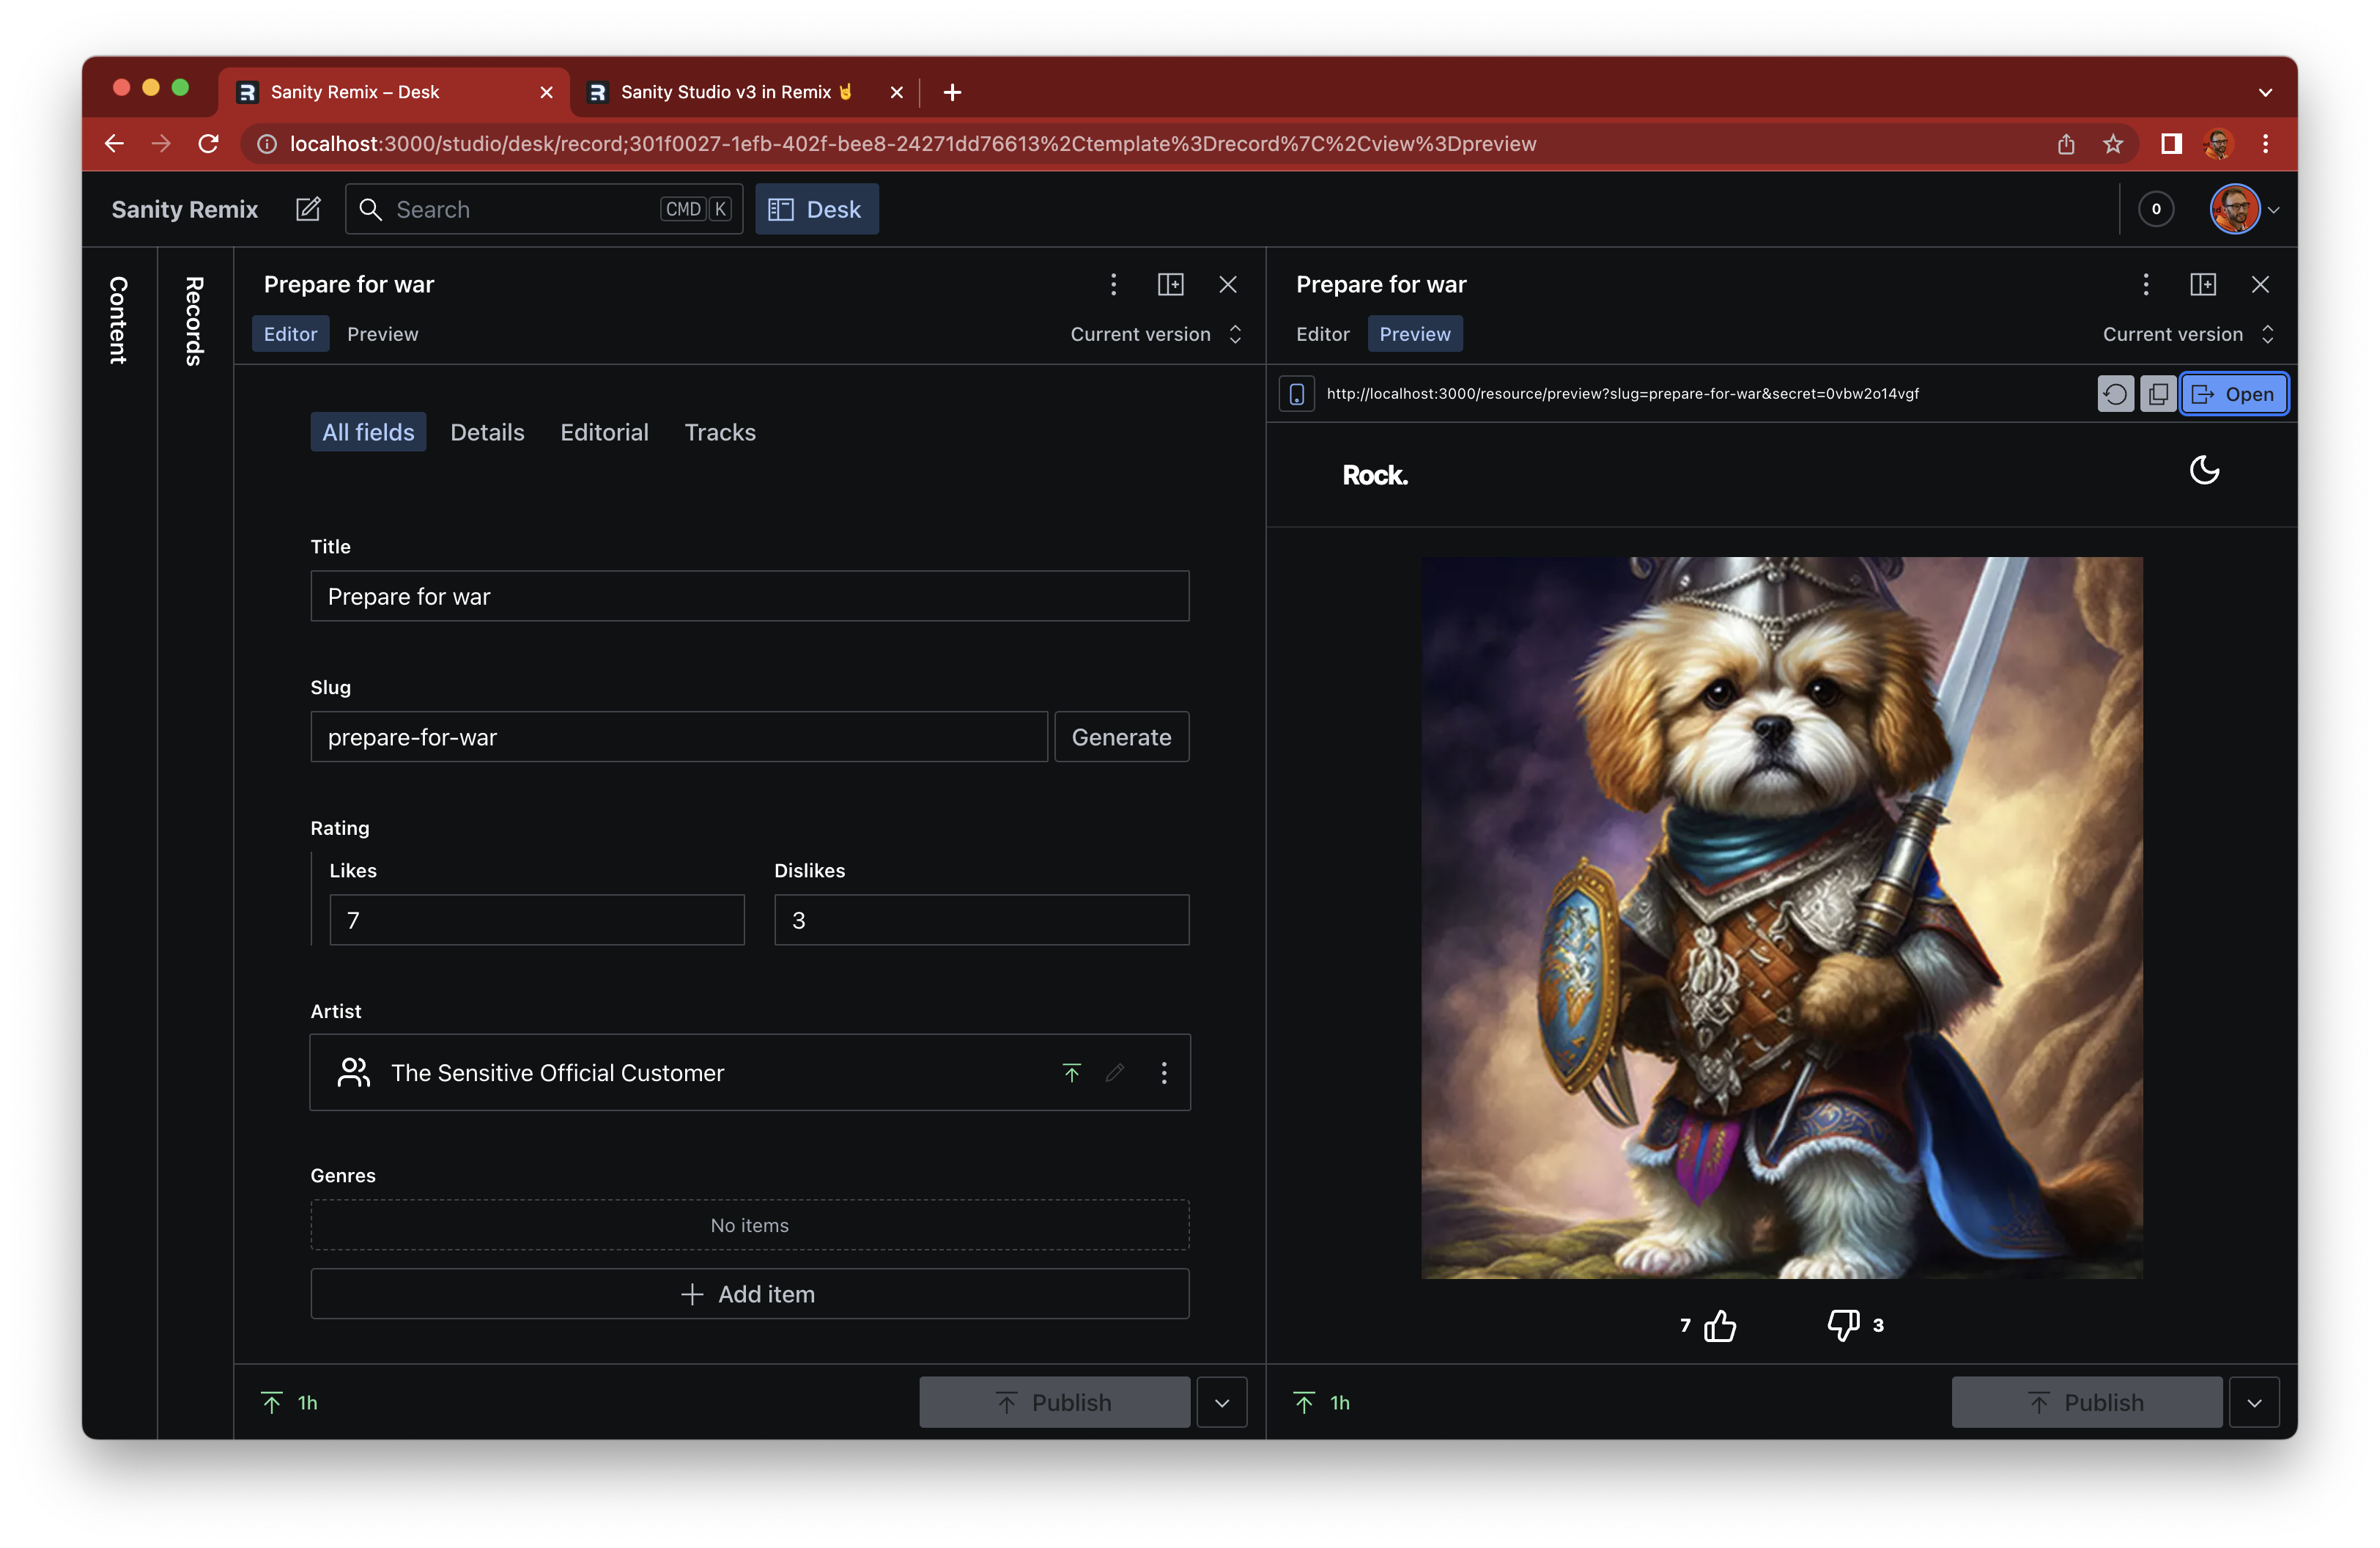 Sanity Remix – Desk
Sanity Studio v3 in Remix 🤘
localhost:3000/studio/desk/record;301f0027-1efb-402f-bee8-24271dd76613%2Ctemplate%3Drecord%7C%2Cview%3Dpreview
Sanity Remix
Search
CMD K
Desk
0
Content
Records
Prepare for war
Editor Preview
Current version
All fields Details Editorial Tracks
Title
Prepare for war
Slug
prepare-for-war
Generate
Rating
Likes Dislikes
7 3
Artist
The Sensitive Official Customer
Genres
No items
Add item
1h
Publish
Prepare for war
Editor Preview
Current version
http://localhost:3000/resource/preview?slug=prepare-for-war&secret=0vbw2o14vgf
Open
Rock.
7 3
1h
Publish